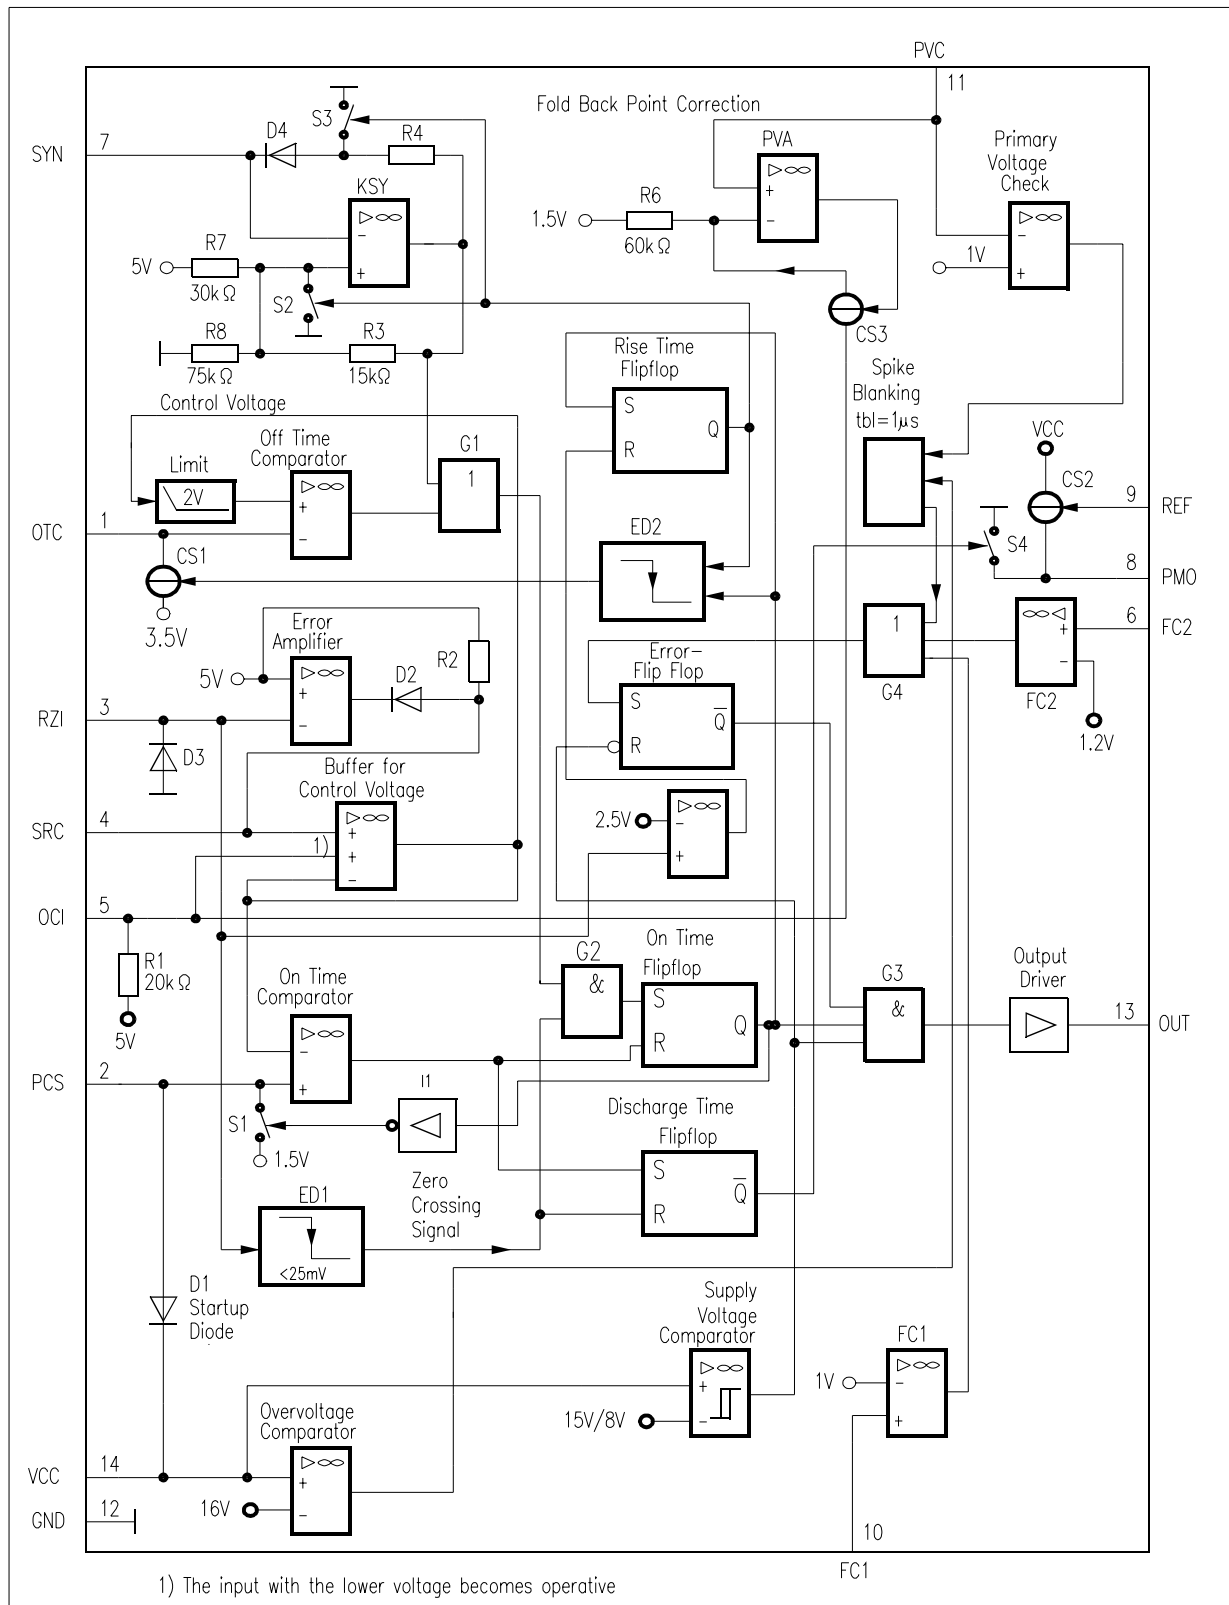 PVC
11
Fold Back Point Correction
S3
D4
R4
7
SYN
PVA
▷∞
+
−
Primary
Voltage
Check
KSY
▷∞
−
+
R6
1.5V
60kΩ
▷∞
−
+
1V
R7
5V
30kΩ
S2
CS3
R8
75kΩ
R3
15kΩ
Rise Time
Flipflop
S
R
Q
Spike
Blanking
tbl=1µs
Control Voltage
Off Time
Comparator
▷∞
+
−
G1
1
VCC
Limit
2V
CS2
9
REF
1
OTC
CS1
3.5V
ED2
S4
8
PMO
1
G4
∞◁
+
−
FC2
6
FC2
1.2V
Error
Amplifier
5V
▷∞
+
−
D2
R2
Error-
Flip Flop
S
R
Q
3
RZI
D3
Buffer for
Control Voltage
4
SRC
1)
▷∞
+
+
−
2.5V
▷∞
−
+
5
OCI
R1
20kΩ
5V
On Time
Flipflop
S
R
Q
G2
&
G3
&
Output
Driver
13
OUT
On Time
Comparator
▷∞
−
+
2
PCS
S1
1.5V
I1
Discharge Time
Flipflop
S
R
Q
Zero
Crossing
Signal
ED1
<25mV
D1
Startup
Diode
Supply
Voltage
Comparator
▷∞
+
−
15V/8V
FC1
▷∞
−
+
1V
Overvoltage
Comparator
▷∞
+
−
16V
14
VCC
12
GND
10
FC1
1) The input with the lower voltage becomes operative